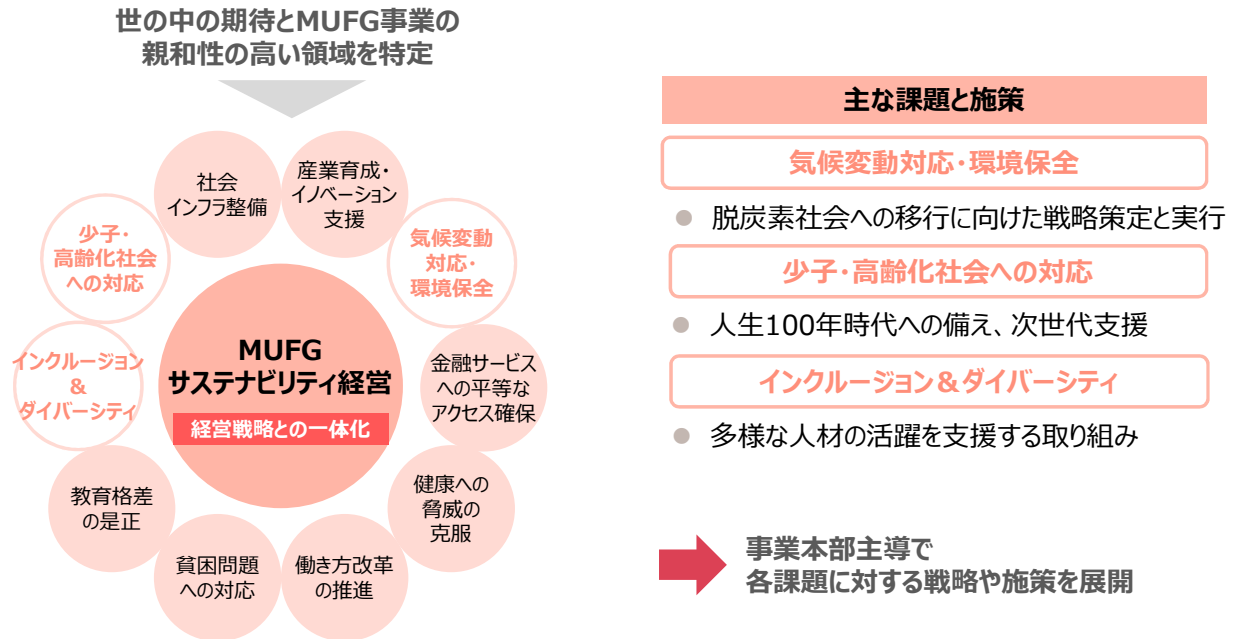 世の中の期待とMUFG事業の
親和性の高い領域を特定
社会
インフラ整備
産業育成・
イノベーション
支援
少子・
高齢化社会
への対応
気候変動
対応・
環境保全
インクルージョン
&
ダイバーシティ
MUFG
サステナビリティ経営
経営戦略との一体化
金融サービス
への平等な
アクセス確保
教育格差
の是正
健康への
脅威の
克服
貧困問題
への対応
働き方改革
の推進
主な課題と施策
気候変動対応・環境保全
● 脱炭素社会への移行に向けた戦略策定と実行
少子・高齢化社会への対応
● 人生100年時代への備え、次世代支援
インクルージョン&ダイバーシティ
● 多様な人材の活躍を支援する取り組み
事業本部主導で
各課題に対する戦略や施策を展開